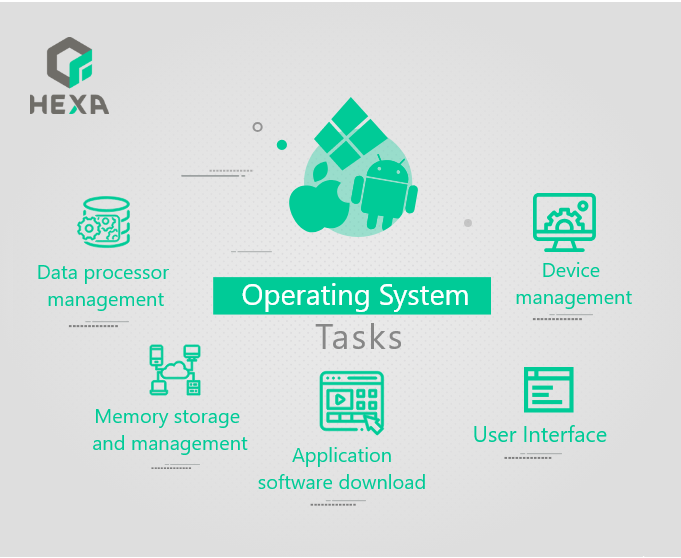 HEXA
Operating System
Tasks
Data processor
management
Memory storage
and management
Application
software download
User Interface
Device
management